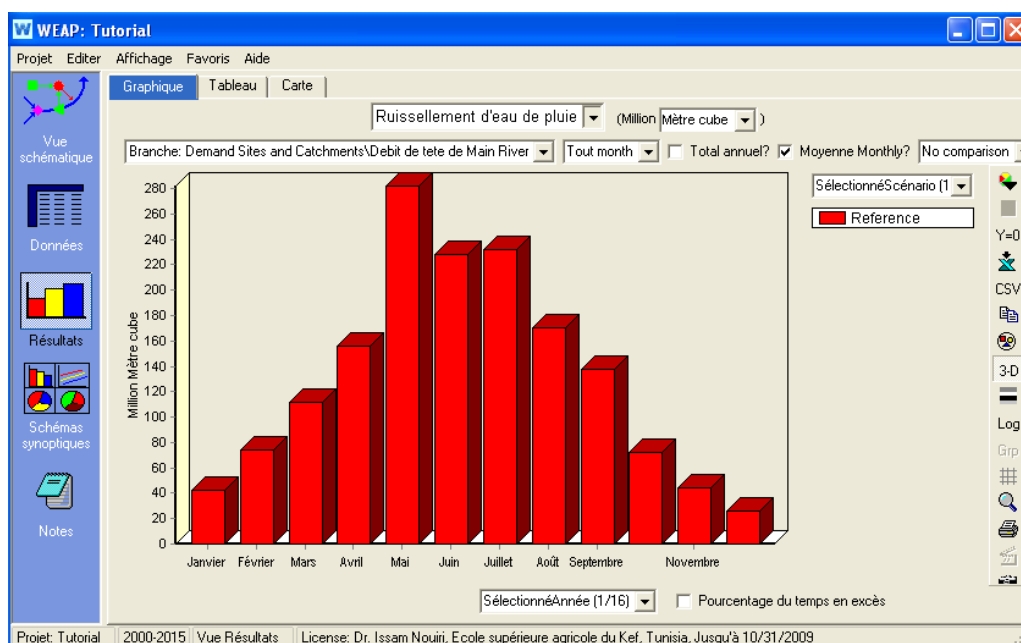 WEAP: Tutorial
Projet Editer Affichage Favoris Aide
Graphique Tableau Carte
Ruissellement d'eau de pluie (Million Mètre cube )
Branche: Demand Sites and Catchments\Debit de tete de Main River Tout month Total annuel? Moyenne Monthly? No comparison
Vue
schématique
Données
Résultats
Schémas
synoptiques
Notes
SélectionnéScénario (1
Reference
Million Mètre cube
280
260
240
220
200
180
160
140
120
100
80
60
40
20
0
Janvier Février Mars Avril Mai Juin Juillet Août Septembre Novembre
SélectionnéAnnée (1/16) Pourcentage du temps en excès
Y=0
CSV
3-D
Log
Grp
Projet: Tutorial 2000-2015 Vue Résultats License: Dr. Issam Nouiri, Ecole supérieure agricole du Kef, Tunisia, Jusqu'à 10/31/2009